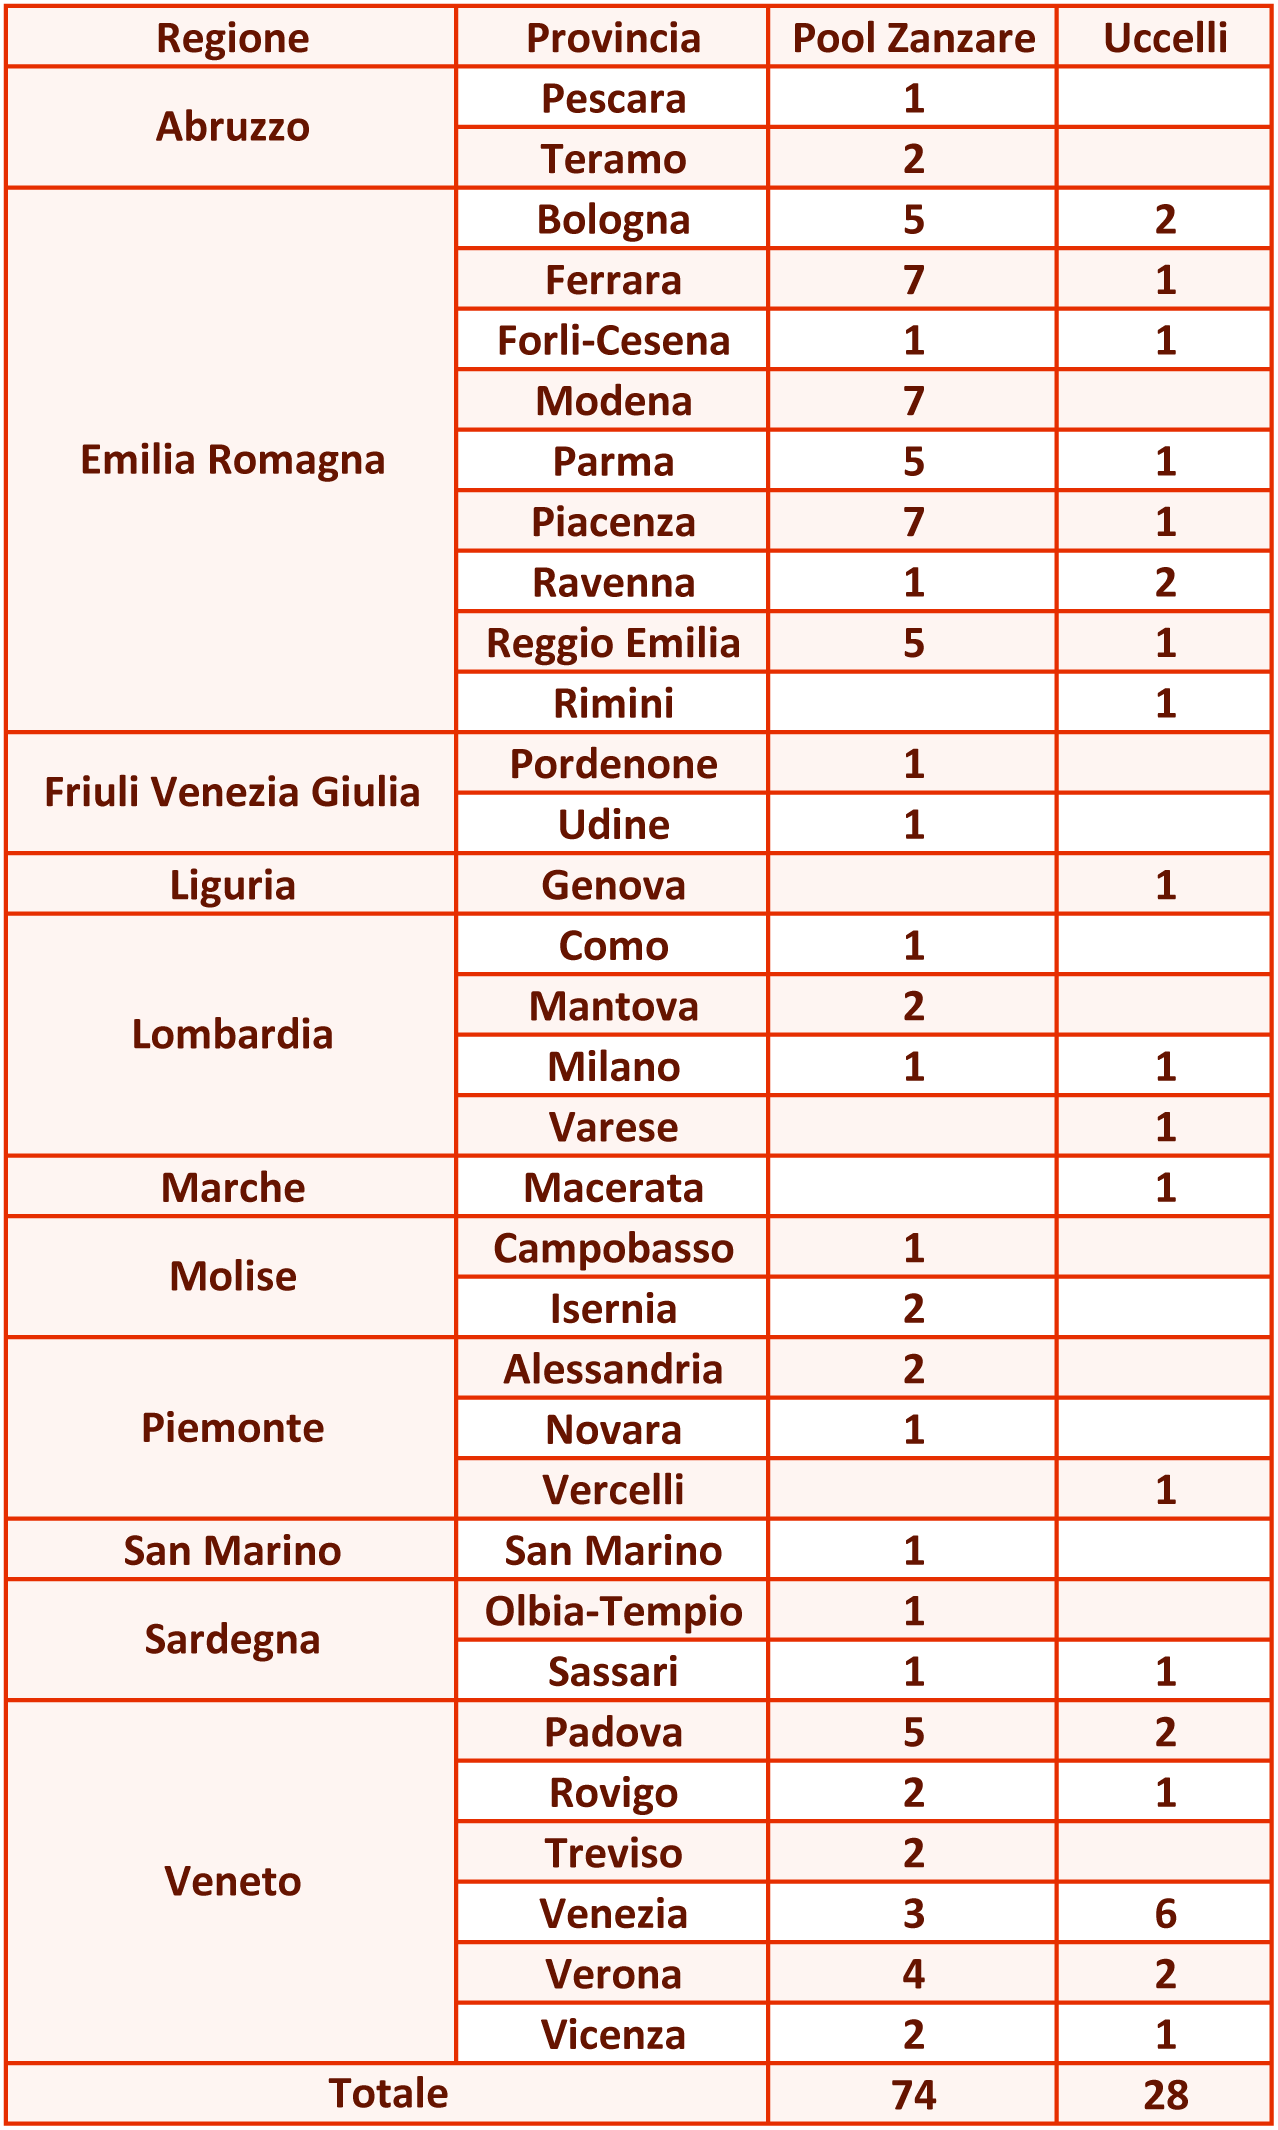 Regione Provincia Pool Zanzare Uccelli
Abruzzo Pescara 1
Teramo 2
Emilia Romagna Bologna 5 2
Ferrara 7 1
Forli-Cesena 1 1
Modena 7
Parma 5 1
Piacenza 7 1
Ravenna 1 2
Reggio Emilia 5 1
Rimini 1
Friuli Venezia Giulia Pordenone 1
Udine 1
Liguria Genova 1
Lombardia Como 1
Mantova 2
Milano 1 1
Varese 1
Marche Macerata 1
Molise Campobasso 1
Isernia 2
Piemonte Alessandria 2
Novara 1
Vercelli 1
San Marino San Marino 1
Sardegna Olbia-Tempio 1
Sassari 1 1
Veneto Padova 5 2
Rovigo 2 1
Treviso 2
Venezia 3 6
Verona 4 2
Vicenza 2 1
Totale 74 28